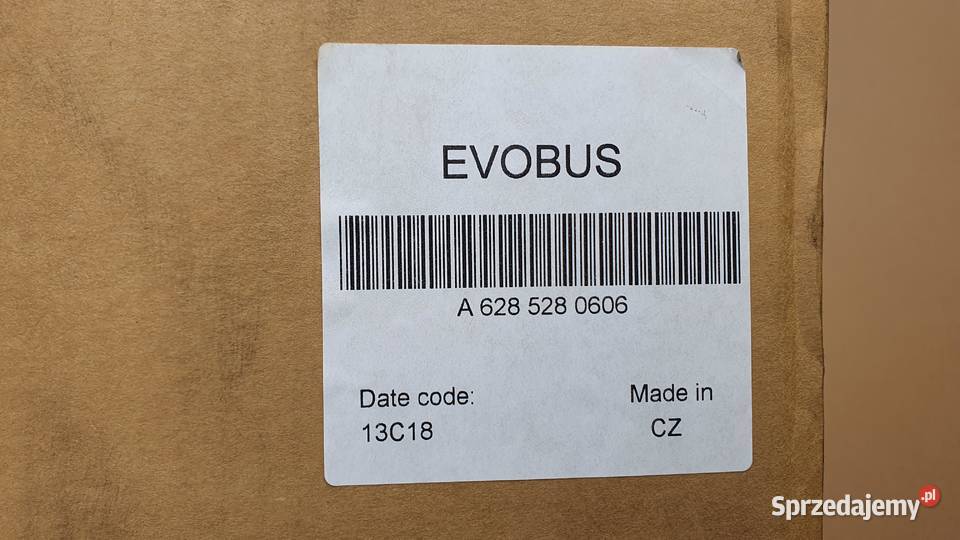 EVOBUS
A 628 528 0606
Date code:
Made in
13C18
CZ
Sprzedajemy.pl